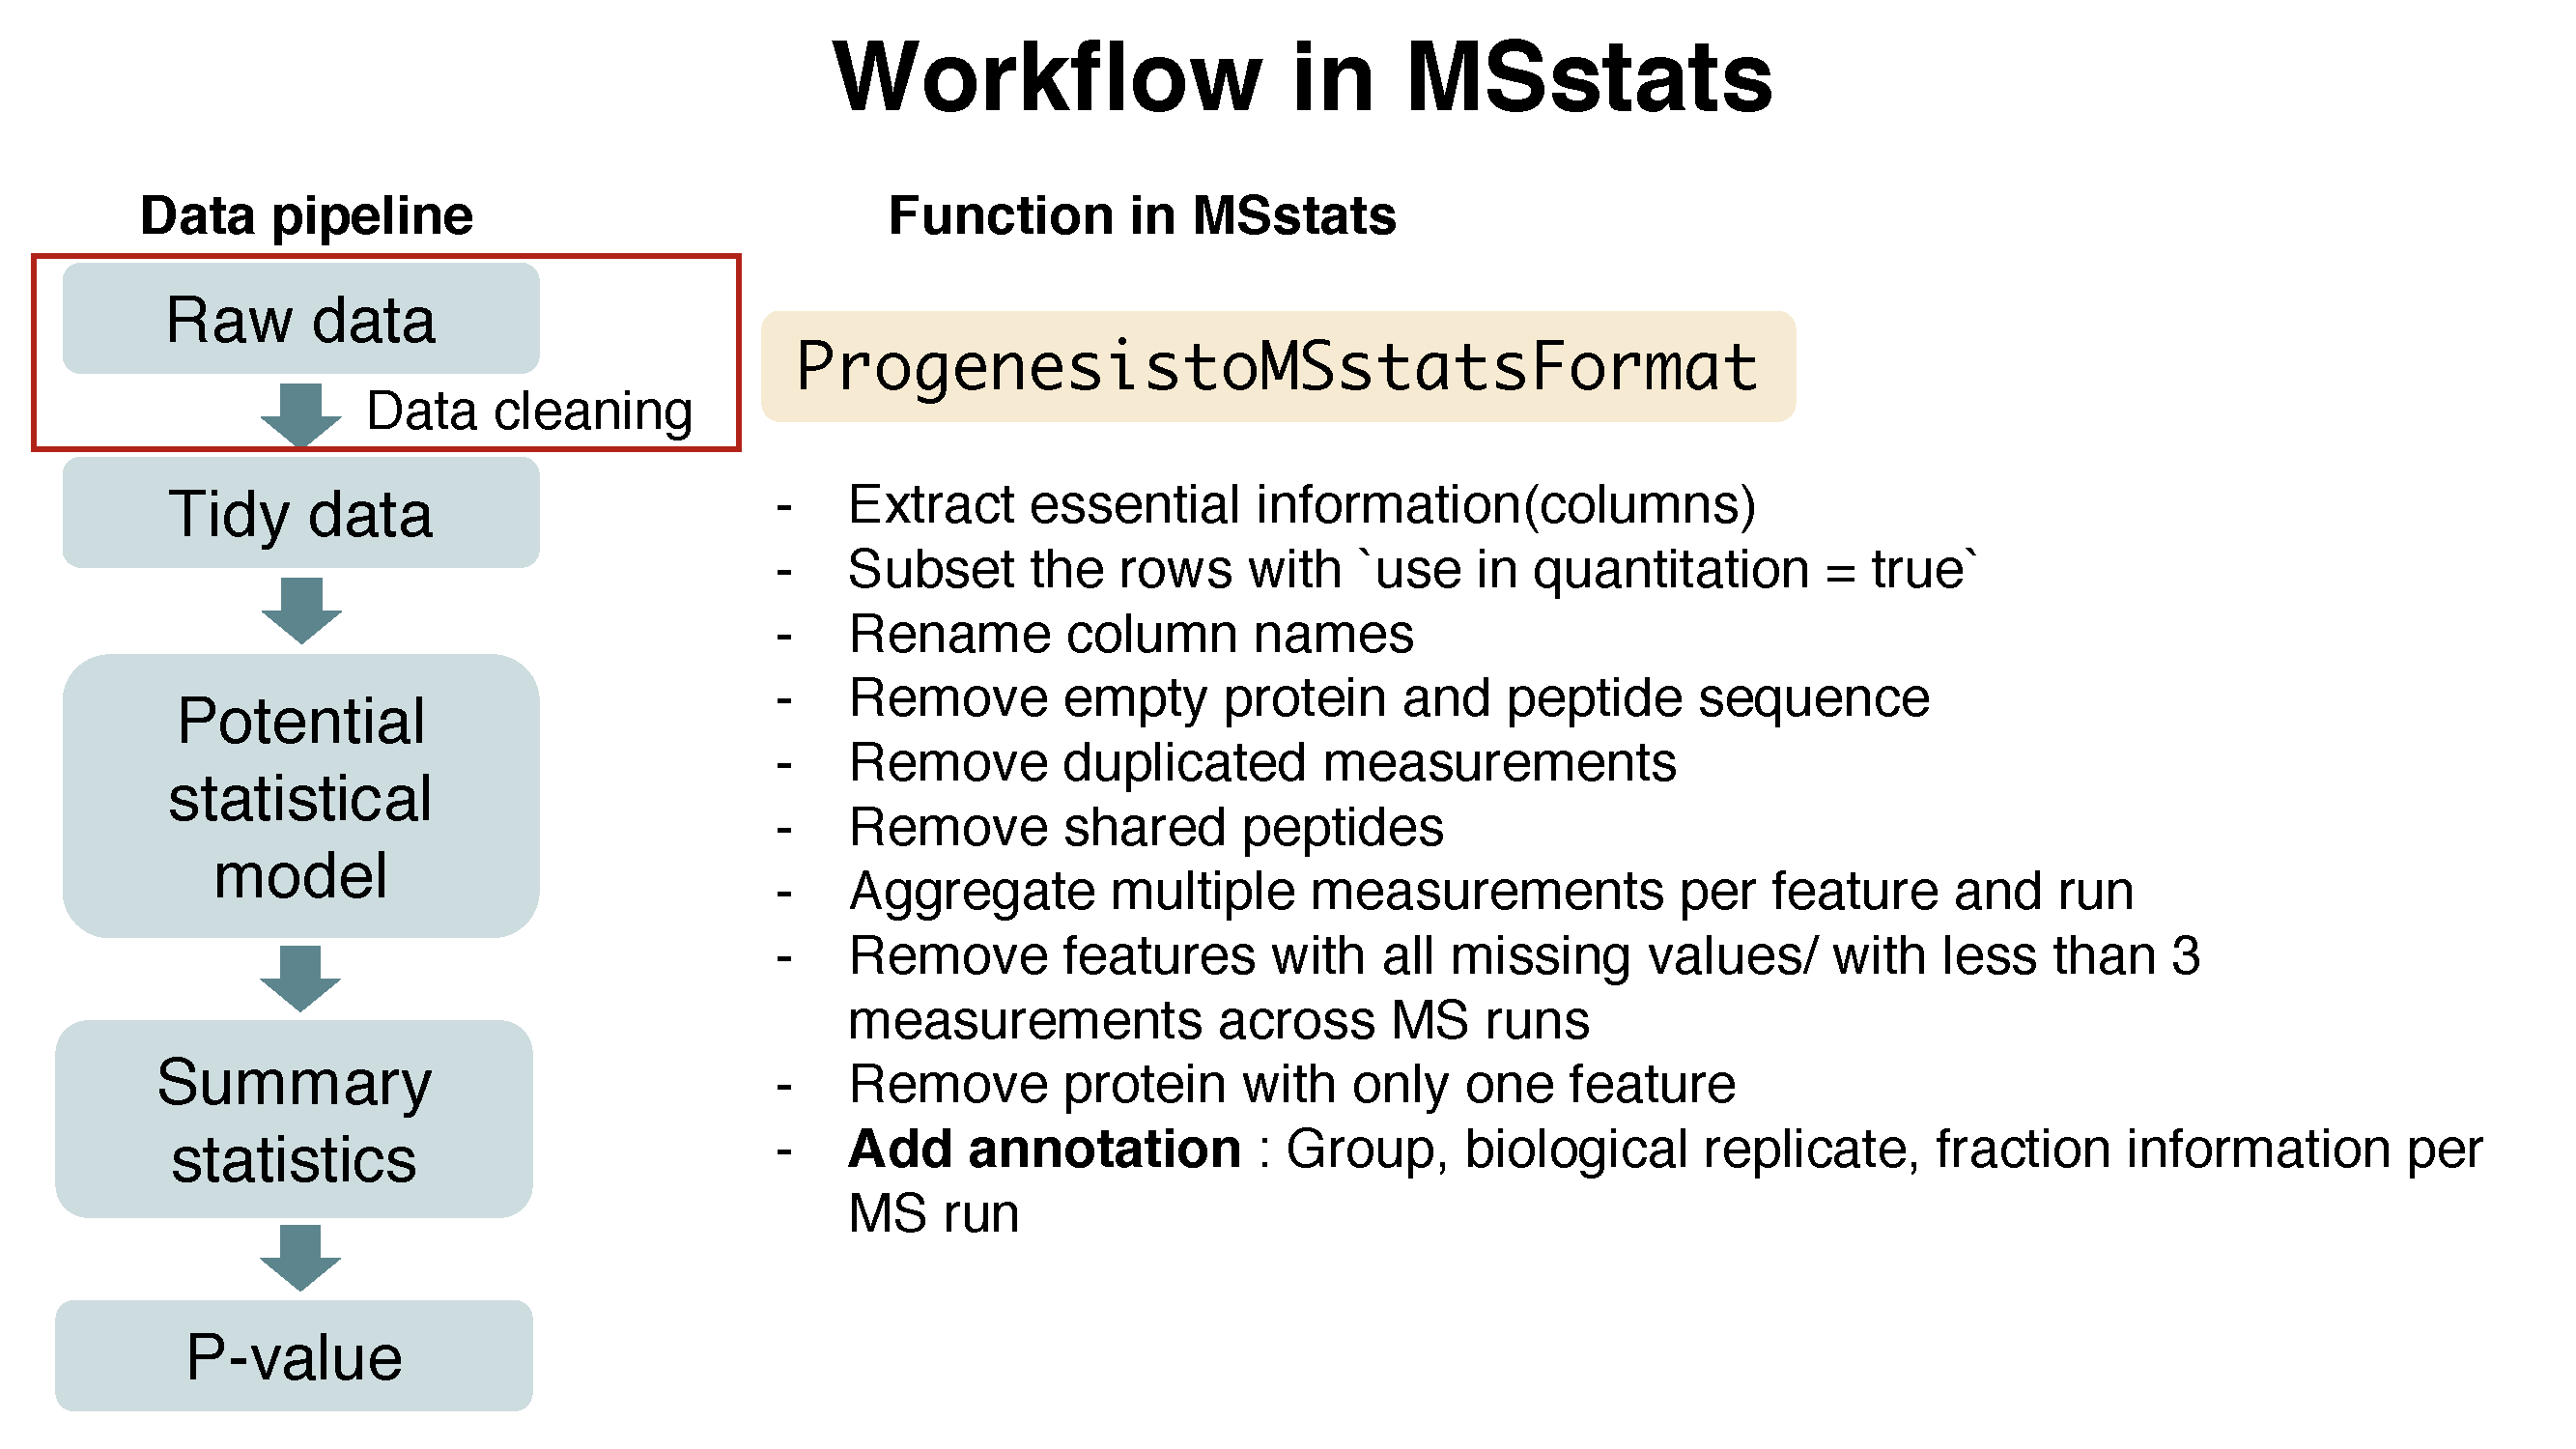 Workflow in MSstats
Data pipeline
Raw data
Data cleaning
Tidy data
Potential
statistical
model
Summary
statistics
P-value
Function in MSstats
ProgenesistoMSstatsFormat
- Extract essential information(columns)
- Subset the rows with `use in quantitation = true`
- Rename column names
- Remove empty protein and peptide sequence
- Remove duplicated measurements
- Remove shared peptides
- Aggregate multiple measurements per feature and run
- Remove features with all missing values/ with less than 3
measurements across MS runs
- Remove protein with only one feature
- Add annotation : Group, biological replicate, fraction information per
MS run